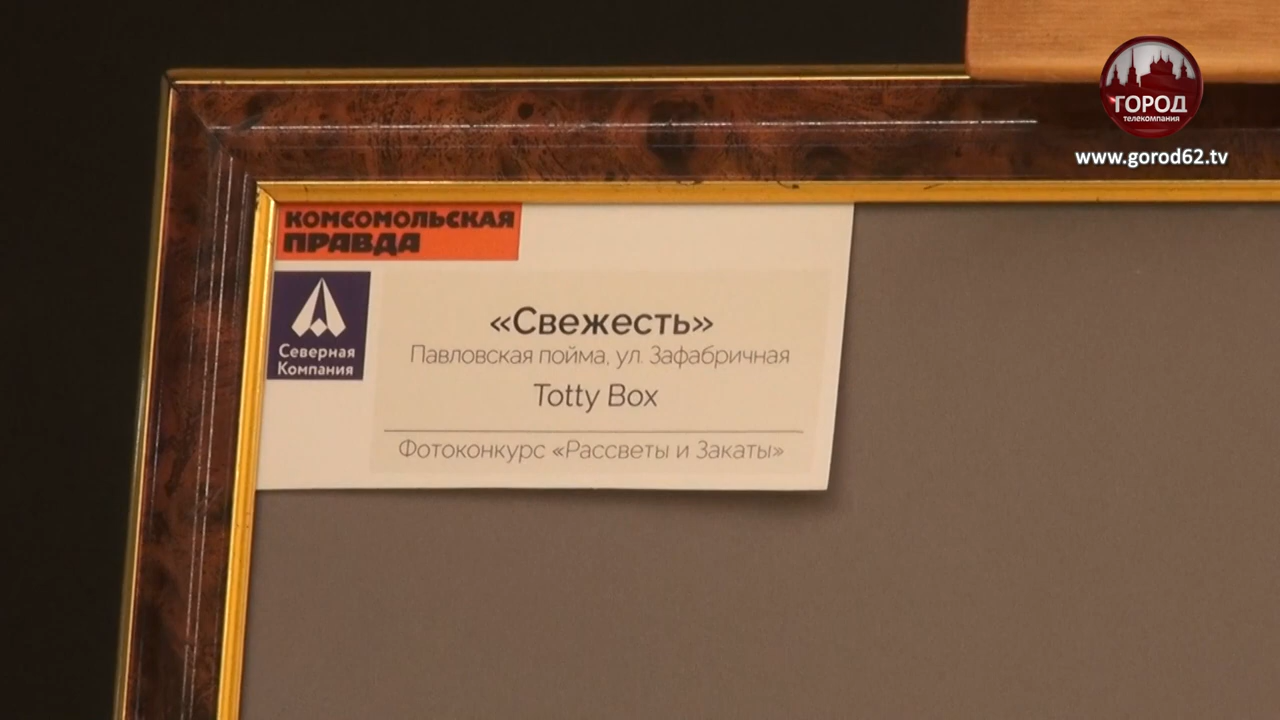 ГОРОД
телекомпания
www.gorod62.tv
КОМСОМОЛЬСКАЯ
ПРАВДА
Северная
Компания
«Свежесть»
Павловская пойма, ул. Зафабричная
Totty Box
Фотоконкурс «Рассветы и Закаты»